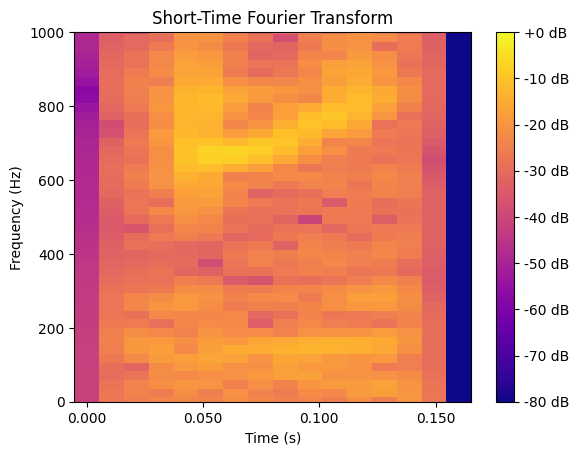 Short-Time Fourier Transform
1000
800
600
400
200
0
Frequency (Hz)
0.000
0.050
0.100
0.150
Time (s)
+0 dB
-10 dB
-20 dB
-30 dB
-40 dB
-50 dB
-60 dB
-70 dB
-80 dB